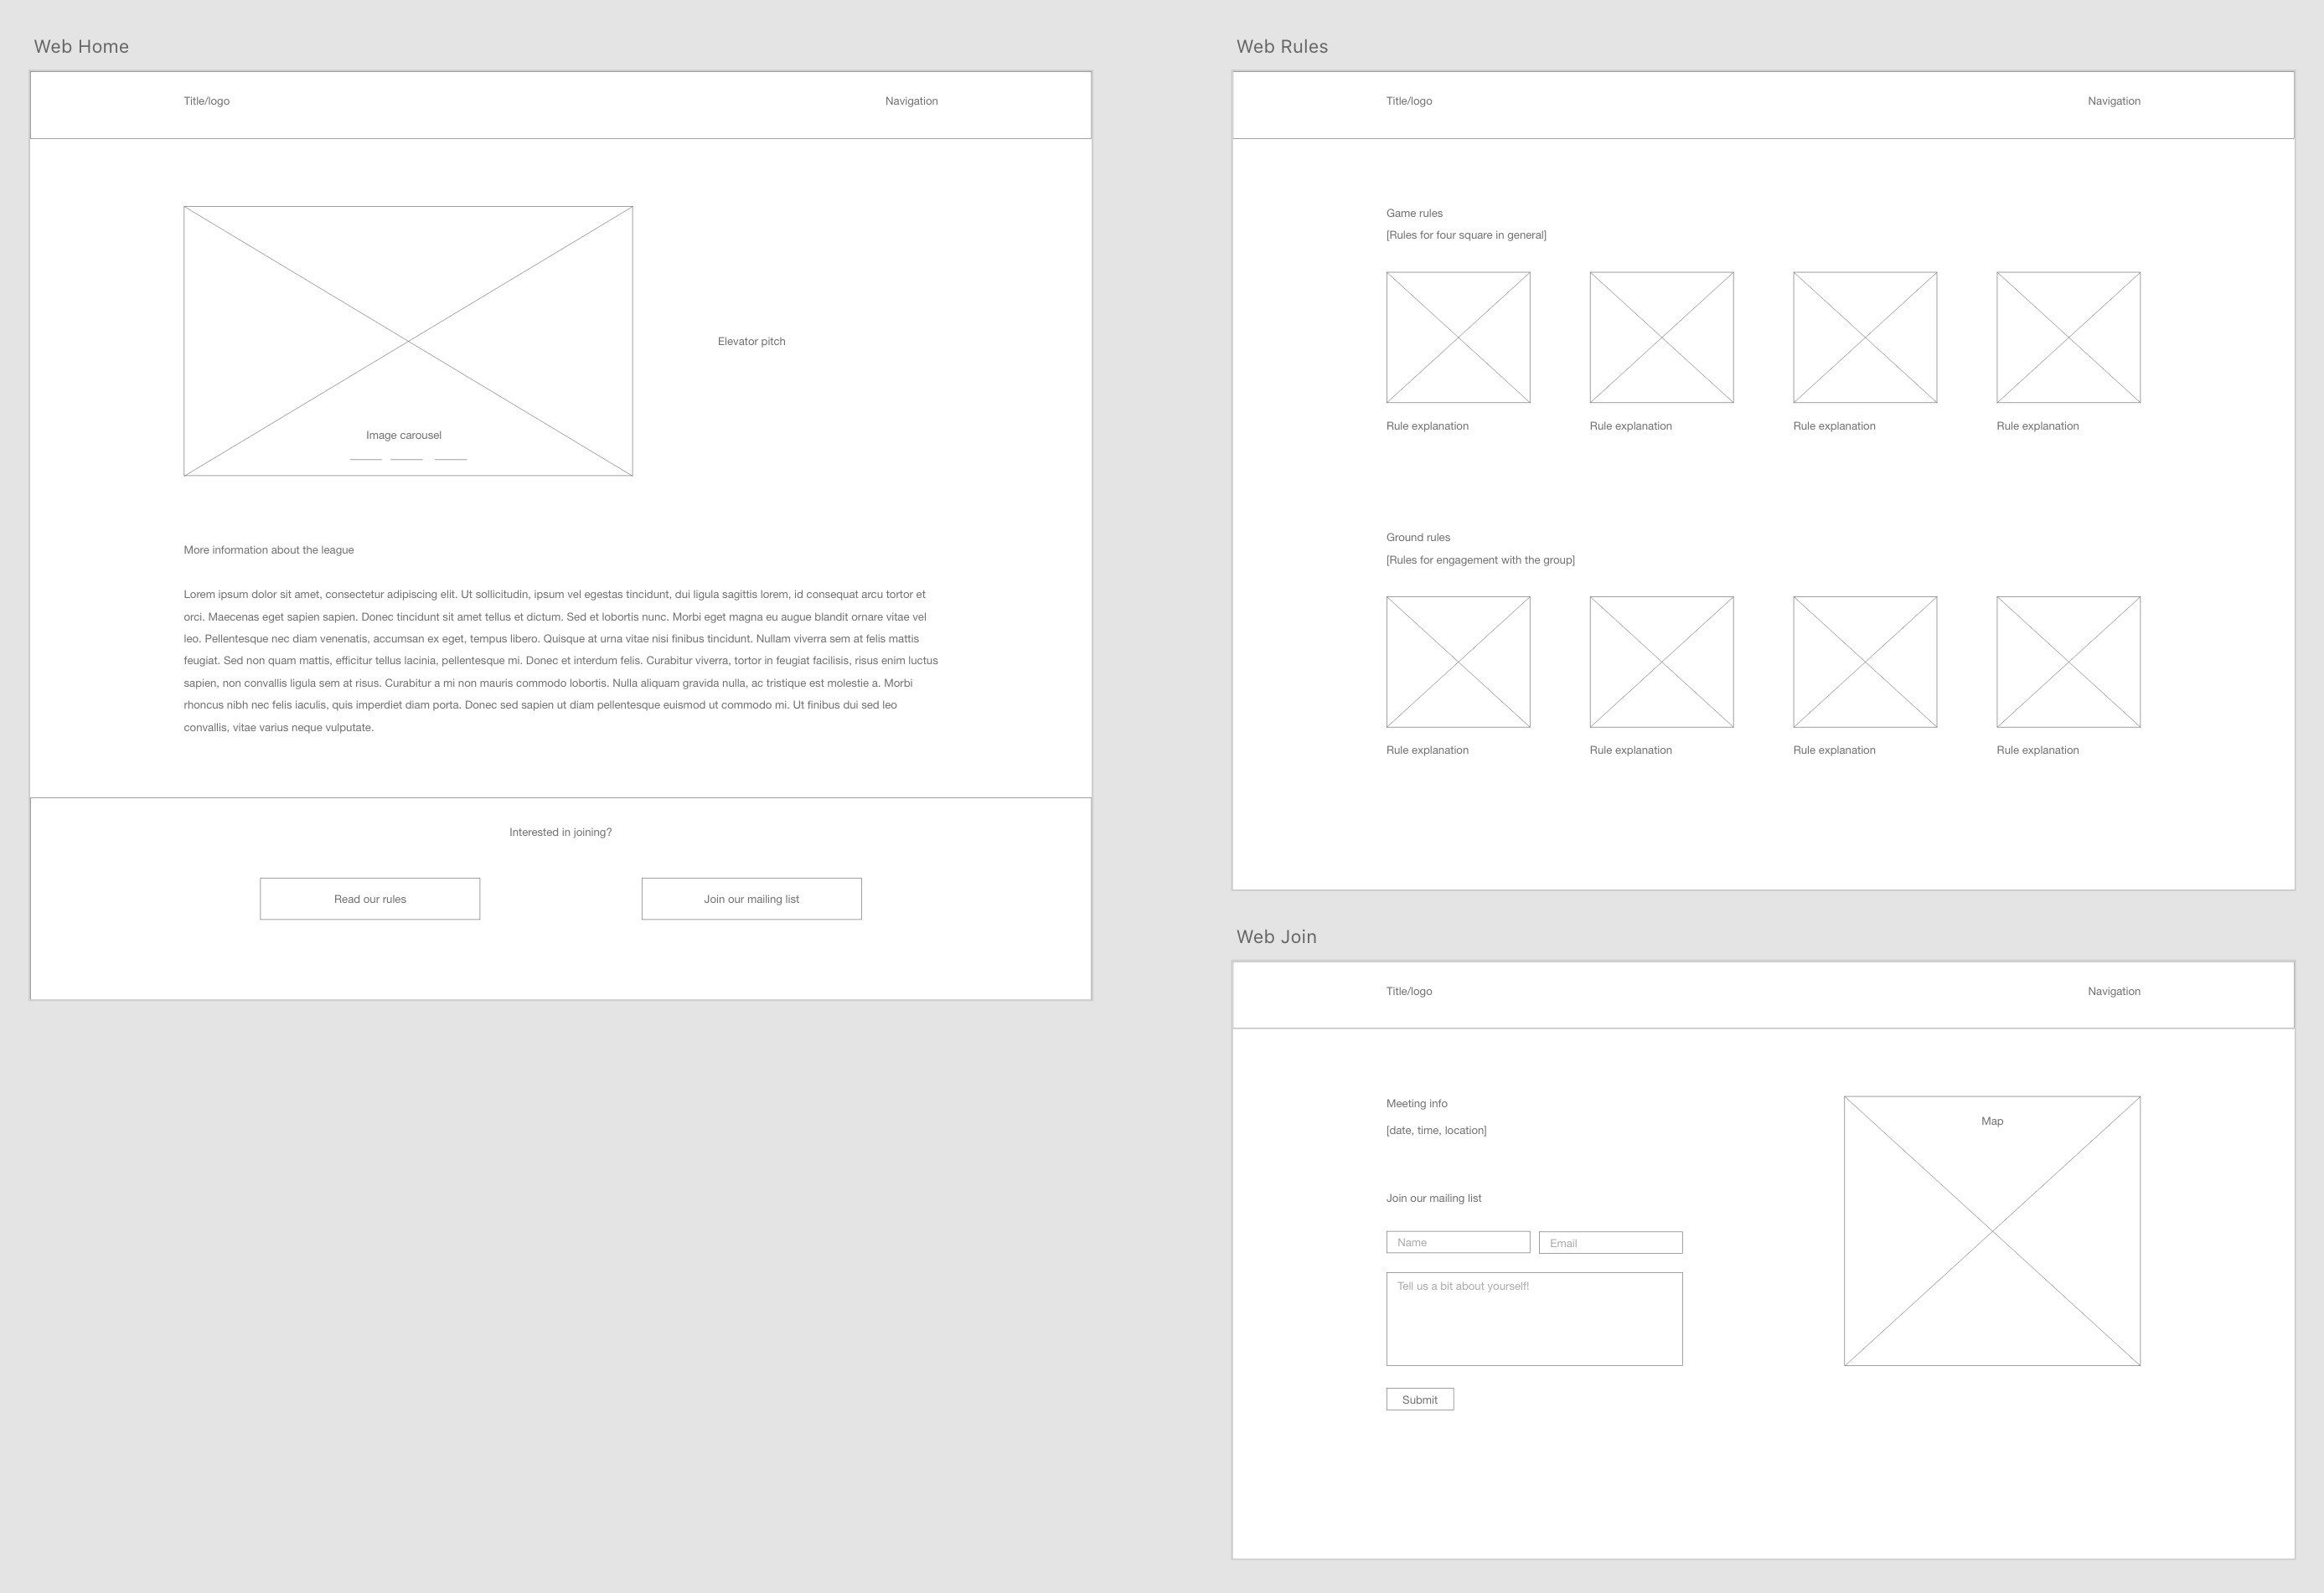 Web Home
Title/logo
Navigation
Image carousel
Elevator pitch
More information about the league
Lorem ipsum dolor sit amet, consectetur adipiscing elit. Ut sollicitudin, ipsum vel egestas tincidunt, dui ligula sagittis lorem, id consequat arcu tortor et
orci. Maecenas eget sapien sapien. Donec tincidunt sit amet tellus et dictum. Sed et lobortis nunc. Morbi eget magna eu augue blandit ornare vitae vel
leo. Pellentesque nec diam venenatis, accumsan ex eget, tempus libero. Quisque at urna vitae nisi finibus tincidunt. Nullam viverra sem at felis mattis
feugiat. Sed non quam mattis, efficitur tellus lacinia, pellentesque mi. Donec et interdum felis. Curabitur viverra, tortor in feugiat facilisis, risus enim luctus
sapien, non convallis ligula sem at risus. Curabitur a mi non mauris commodo lobortis. Nulla aliquam gravida nulla, ac tristique est molestie a. Morbi
rhoncus nibh nec felis iaculis, quis imperdiet diam porta. Donec sed sapien ut diam pellentesque euismod ut commodo mi. Ut finibus dui sed leo
convallis, vitae varius neque vulputate.
Interested in joining?
Read our rules
Join our mailing list
Web Rules
Title/logo
Navigation
Game rules
[Rules for four square in general]
Rule explanation
Rule explanation
Rule explanation
Rule explanation
Ground rules
[Rules for engagement with the group]
Rule explanation
Rule explanation
Rule explanation
Rule explanation
Web Join
Title/logo
Navigation
Meeting info
[date, time, location]
Join our mailing list
Name
Email
Tell us a bit about yourself!
Submit
Map